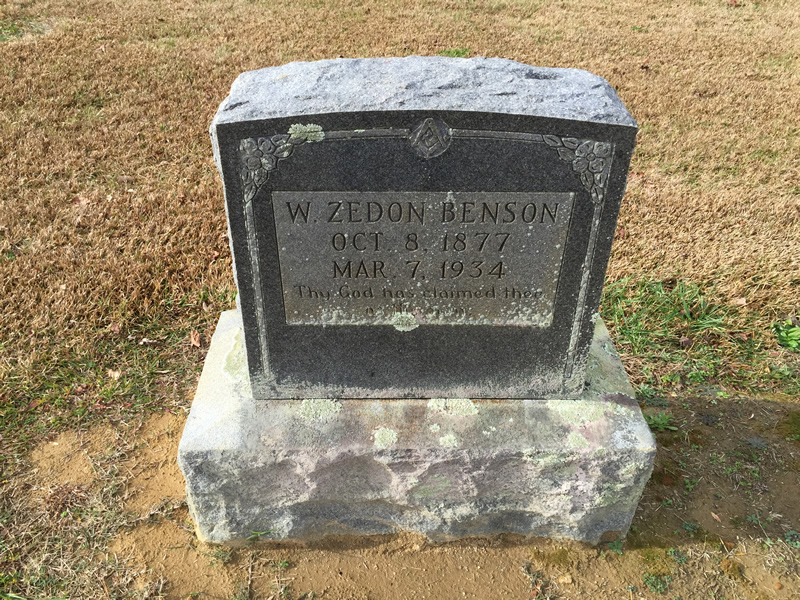 W. ZEDON BENSON
OCT. 8, 1877
MAR. 7, 1934
Thy God has claimed thee